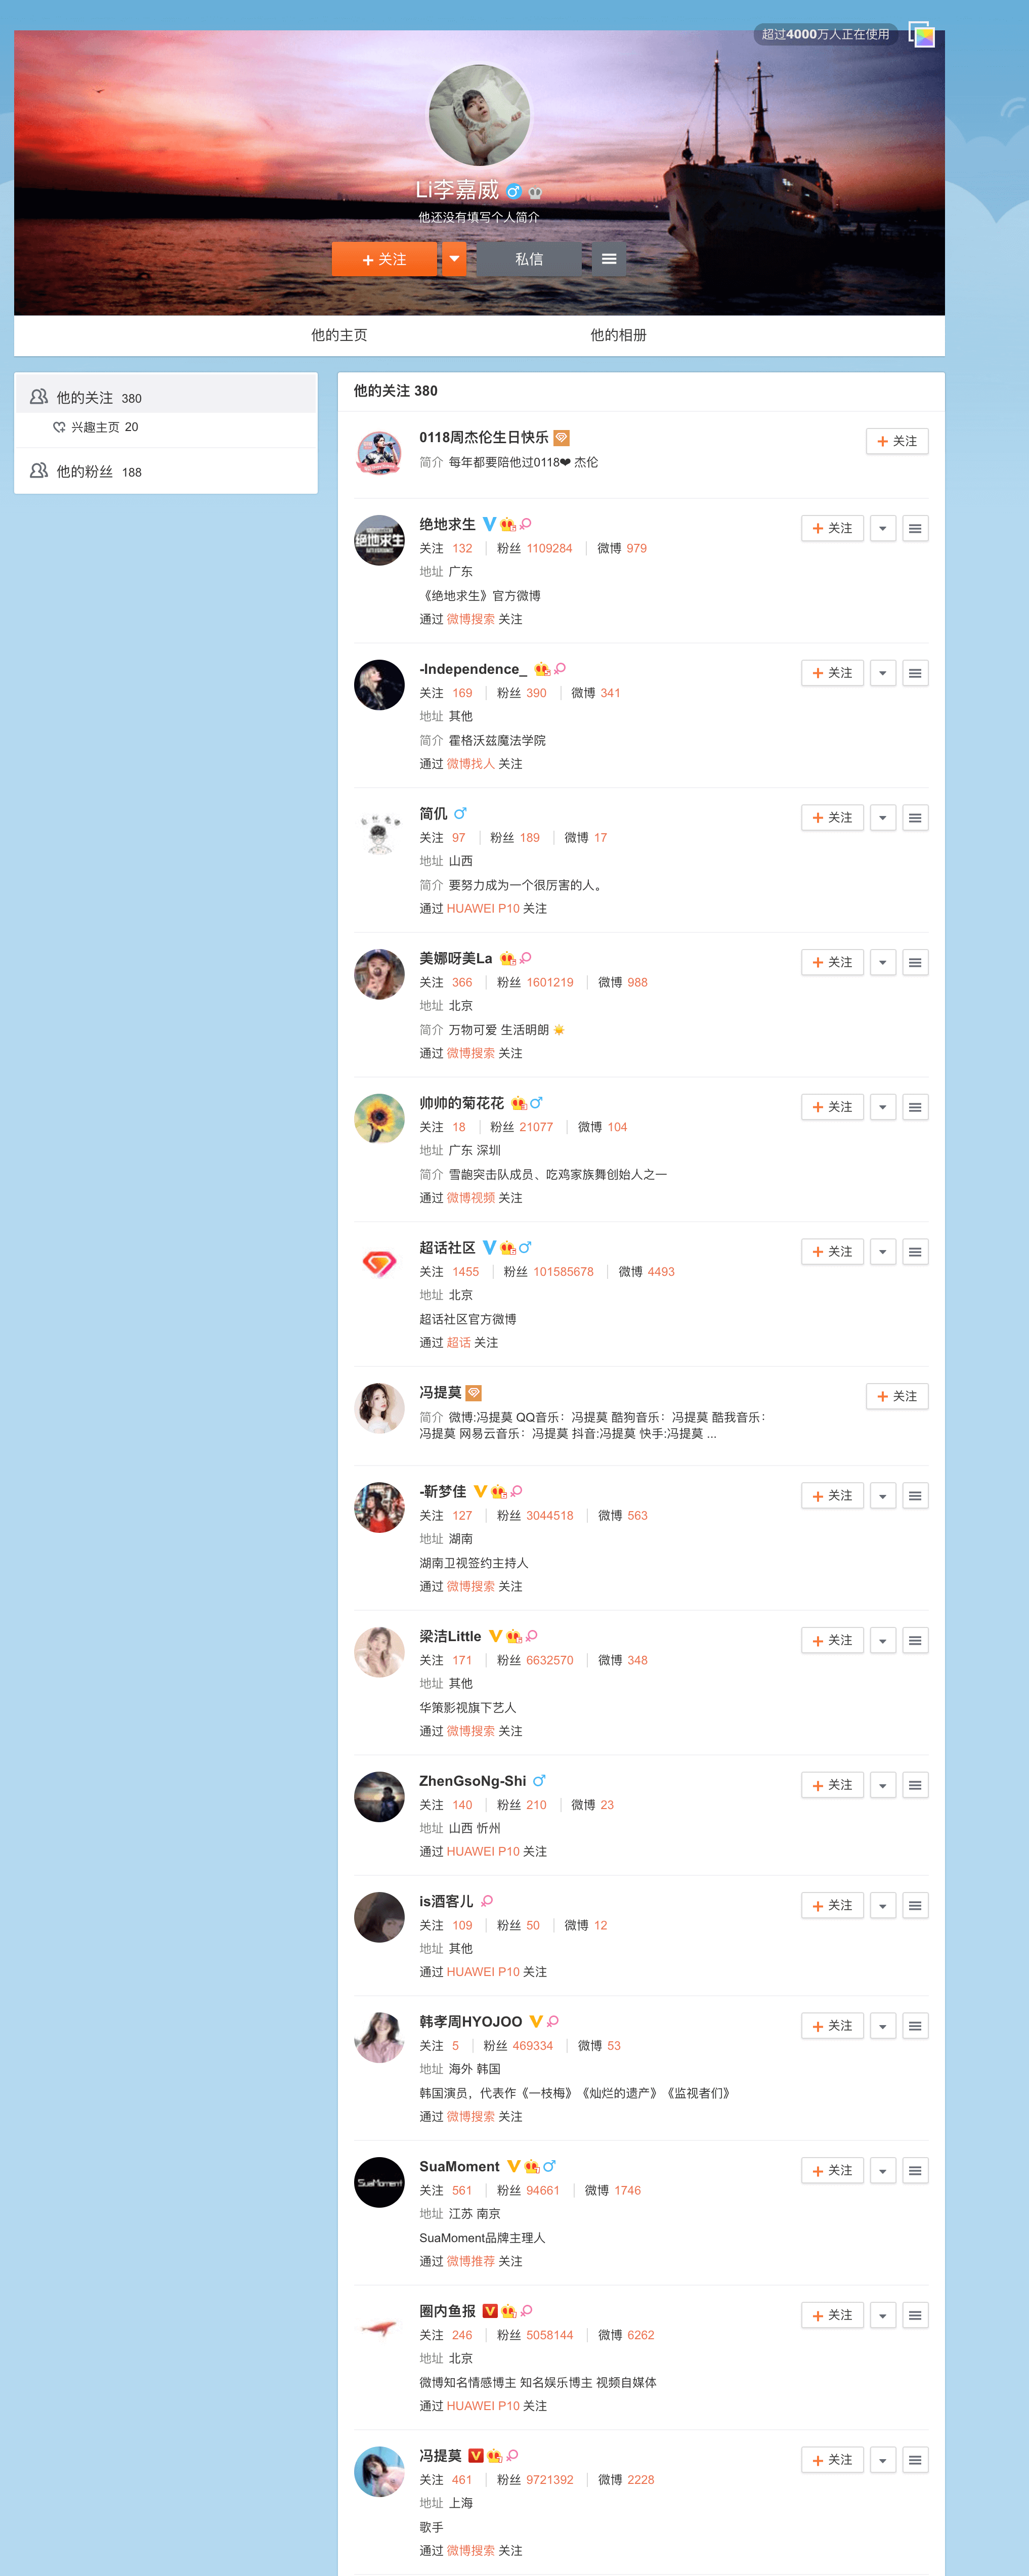 超过4000万人正在使用
Li李嘉威
他还没有填写个人简介
+ 关注
私信
他的主页 他的相册
他的关注 380
兴趣主页 20
他的粉丝 188
他的关注 380
0118周杰伦生日快乐
+ 关注
简介 每年都要陪他过0118❤ 杰伦
绝地求生
+ 关注
关注 132 粉丝 1109284 微博 979
地址 广东
《绝地求生》官方微博
通过 微博搜索 关注
绝地求生
-Independence_
+ 关注
关注 169 粉丝 390 微博 341
地址 其他
简介 霍格沃兹魔法学院
通过 微博找人 关注
简仉
+ 关注
关注 97 粉丝 189 微博 17
地址 山西
简介 要努力成为一个很厉害的人。
通过 HUAWEI P10 关注
美娜呀美La
+ 关注
关注 366 粉丝 1601219 微博 988
地址 北京
简介 万物可爱 生活明朗 ☀
通过 微博搜索 关注
帅帅的菊花花
+ 关注
关注 18 粉丝 21077 微博 104
地址 广东 深圳
简介 雪龅突击队成员、吃鸡家族舞创始人之一
通过 微博视频 关注
超话社区
+ 关注
关注 1455 粉丝 101585678 微博 4493
地址 北京
超话社区官方微博
通过 超话 关注
冯提莫
+ 关注
简介 微博:冯提莫 QQ音乐：冯提莫 酷狗音乐：冯提莫 酷我音乐：
冯提莫 网易云音乐：冯提莫 抖音:冯提莫 快手:冯提莫 ...
-靳梦佳
+ 关注
关注 127 粉丝 3044518 微博 563
地址 湖南
湖南卫视签约主持人
通过 微博搜索 关注
梁洁Little
+ 关注
关注 171 粉丝 6632570 微博 348
地址 其他
华策影视旗下艺人
通过 微博搜索 关注
ZhenGsoNg-Shi
+ 关注
关注 140 粉丝 210 微博 23
地址 山西 忻州
通过 HUAWEI P10 关注
is酒客儿
+ 关注
关注 109 粉丝 50 微博 12
地址 其他
通过 HUAWEI P10 关注
韩孝周HYOJOO
+ 关注
关注 5 粉丝 469334 微博 53
地址 海外 韩国
韩国演员，代表作《一枝梅》《灿烂的遗产》《监视者们》
通过 微博搜索 关注
SuaMoment
+ 关注
关注 561 粉丝 94661 微博 1746
SuaMoment
地址 江苏 南京
SuaMoment品牌主理人
通过 微博推荐 关注
圈内鱼报
+ 关注
关注 246 粉丝 5058144 微博 6262
地址 北京
微博知名情感博主 知名娱乐博主 视频自媒体
通过 HUAWEI P10 关注
冯提莫
+ 关注
关注 461 粉丝 9721392 微博 2228
地址 上海
歌手
通过 微博搜索 关注